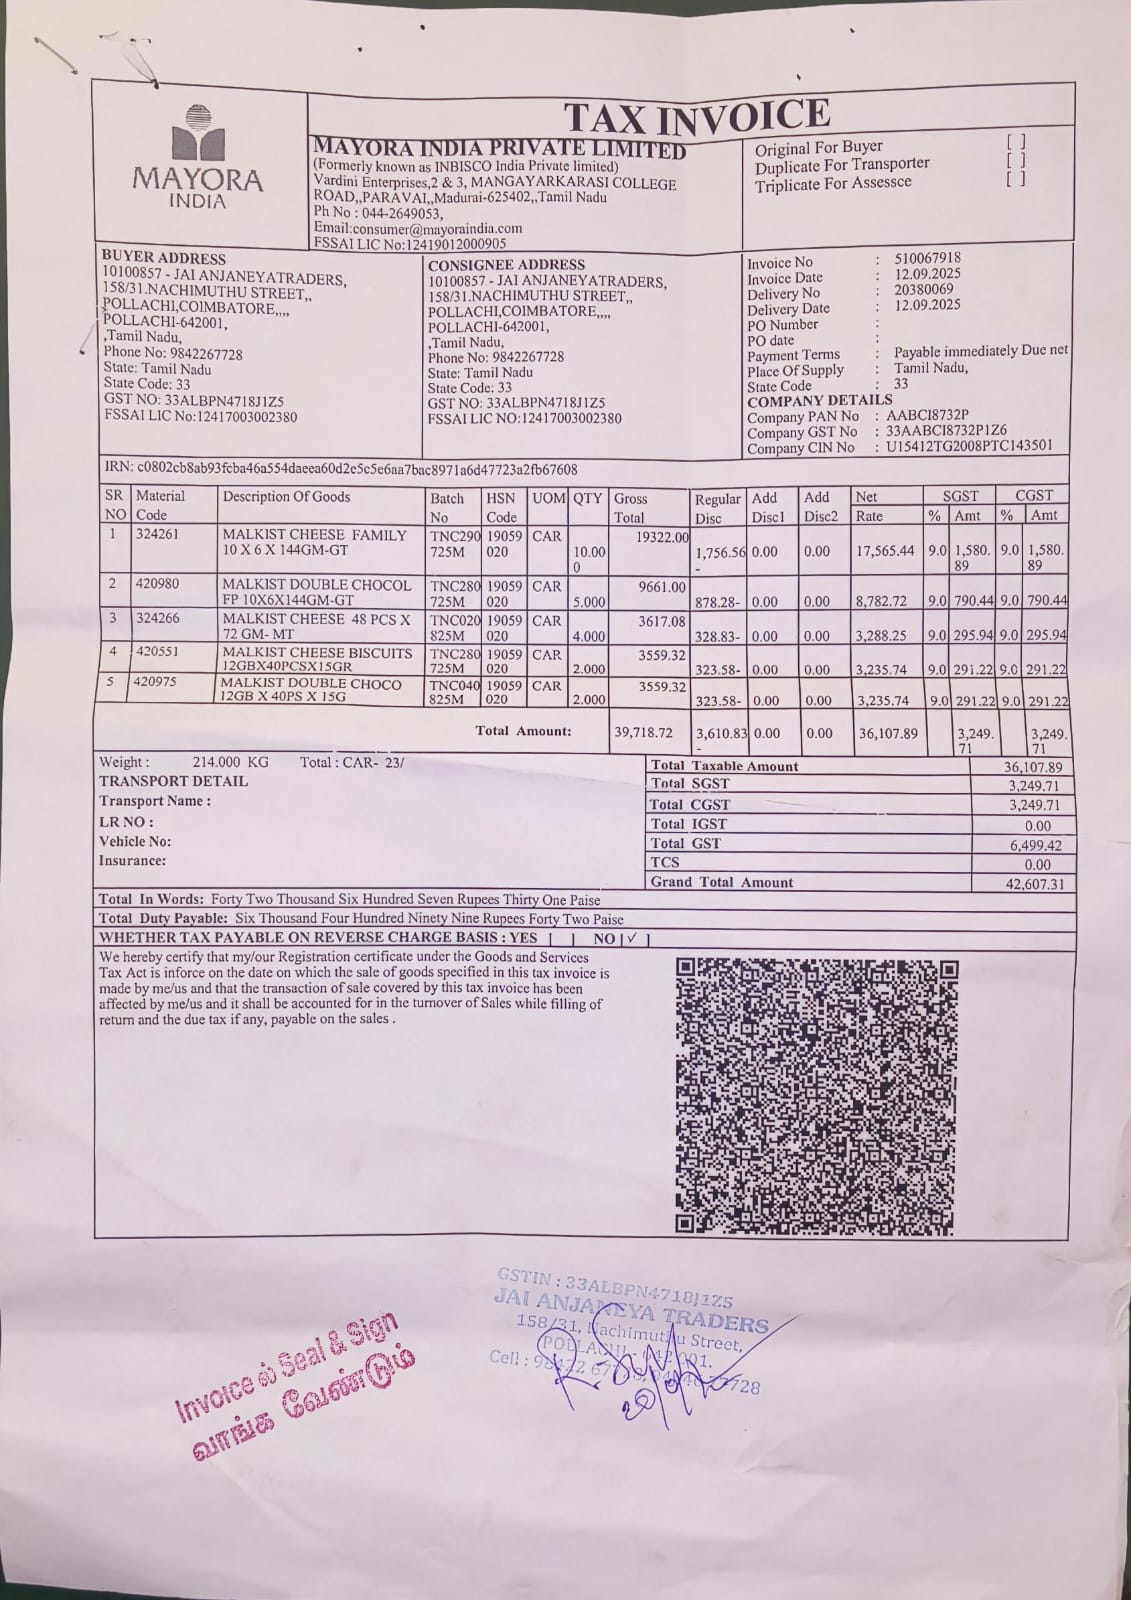 MAYORA
INDIA
TAX INVOICE
MAYORA INDIA PRIVATE LIMITED
(Formerly known as INBISCO India Private limited)
Vardini Enterprises,2 & 3, MANGAYARKARASI COLLEGE
ROAD,,PARAVAI,,Madurai-625402,,Tamil Nadu
Ph No : 044-2649053,
Email:consumer@mayoraindia.com
FSSAI LIC No:12419012000905
Original For Buyer [ ]
Duplicate For Transporter [ ]
Triplicate For Assessce [ ]
BUYER ADDRESS
10100857 - JAI ANJANEYATRADERS,
158/31.NACHIMUTHU STREET,,
POLLACHI,COIMBATORE,,,,
POLLACHI-642001,
,Tamil Nadu,
Phone No: 9842267728
State: Tamil Nadu
State Code: 33
GST NO: 33ALBPN4718J1Z5
FSSAI LIC NO:12417003002380
CONSIGNEE ADDRESS
10100857 - JAI ANJANEYATRADERS,
158/31.NACHIMUTHU STREET,,
POLLACHI,COIMBATORE,,,,
POLLACHI-642001,
,Tamil Nadu,
Phone No: 9842267728
State: Tamil Nadu
State Code: 33
GST NO: 33ALBPN4718J1Z5
FSSAI LIC NO:12417003002380
Invoice No : 510067918
Invoice Date : 12.09.2025
Delivery No : 20380069
Delivery Date : 12.09.2025
PO Number :
PO date :
Payment Terms : Payable immediately Due net
Place Of Supply : Tamil Nadu,
State Code : 33
COMPANY DETAILS
Company PAN No : AABCI8732P
Company GST No : 33AABCI8732P1Z6
Company CIN No : U15412TG2008PTC143501
IRN: c0802cb8ab93fcba46a554daeea60d2e5c5e6aa7bac8971a6d47723a2fb67608
SR Material Description Of Goods Batch HSN UOM QTY Gross Regular Add Add Net SGST CGST
NO Code No Code Total Disc Disc1 Disc2 Rate % Amt % Amt
1 324261 MALKIST CHEESE FAMILY TNC290 19059 CAR 19322.00
10 X 6 X 144GM-GT 725M 020 10.00 1,756.56 0.00 0.00 17,565.44 9.0 1,580. 9.0 1,580.
0 - 89 89
2 420980 MALKIST DOUBLE CHOCOL TNC280 19059 CAR 9661.00
FP 10X6X144GM-GT 725M 020 5.000 878.28- 0.00 0.00 8,782.72 9.0 790.44 9.0 790.44
3 324266 MALKIST CHEESE 48 PCS X TNC020 19059 CAR 3617.08
72 GM- MT 825M 020 4.000 328.83- 0.00 0.00 3,288.25 9.0 295.94 9.0 295.94
4 420551 MALKIST CHEESE BISCUITS TNC280 19059 CAR 3559.32
12GBX40PCSX15GR 725M 020 2.000 323.58- 0.00 0.00 3,235.74 9.0 291.22 9.0 291.22
5 420975 MALKIST DOUBLE CHOCO TNC040 19059 CAR 3559.32
12GB X 40PS X 15G 825M 020 2.000 323.58- 0.00 0.00 3,235.74 9.0 291.22 9.0 291.22
Total Amount: 39,718.72 3,610.83 0.00 0.00 36,107.89 3,249. 3,249.
- 71 71
Weight : 214.000 KG Total : CAR- 23/
TRANSPORT DETAIL
Transport Name :
LR NO :
Vehicle No:
Insurance:
Total Taxable Amount 36,107.89
Total SGST 3,249.71
Total CGST 3,249.71
Total IGST 0.00
Total GST 6,499.42
TCS 0.00
Grand Total Amount 42,607.31
Total In Words: Forty Two Thousand Six Hundred Seven Rupees Thirty One Paise
Total Duty Payable: Six Thousand Four Hundred Ninety Nine Rupees Forty Two Paise
WHETHER TAX PAYABLE ON REVERSE CHARGE BASIS : YES [ ] NO [✓]
We hereby certify that my/our Registration certificate under the Goods and Services
Tax Act is inforce on the date on which the sale of goods specified in this tax invoice is
made by me/us and that the transaction of sale covered by this tax invoice has been
affected by me/us and it shall be accounted for in the turnover of Sales while filling of
return and the due tax if any, payable on the sales .
GSTIN : 33ALBPN4718J1Z5
JAI ANJANEYA TRADERS
158/31, Nachimuthu Street,
POLLACHI - 642 001.
Cell :
Invoice ல் Seal & Sign
வாங்க வேண்டும்